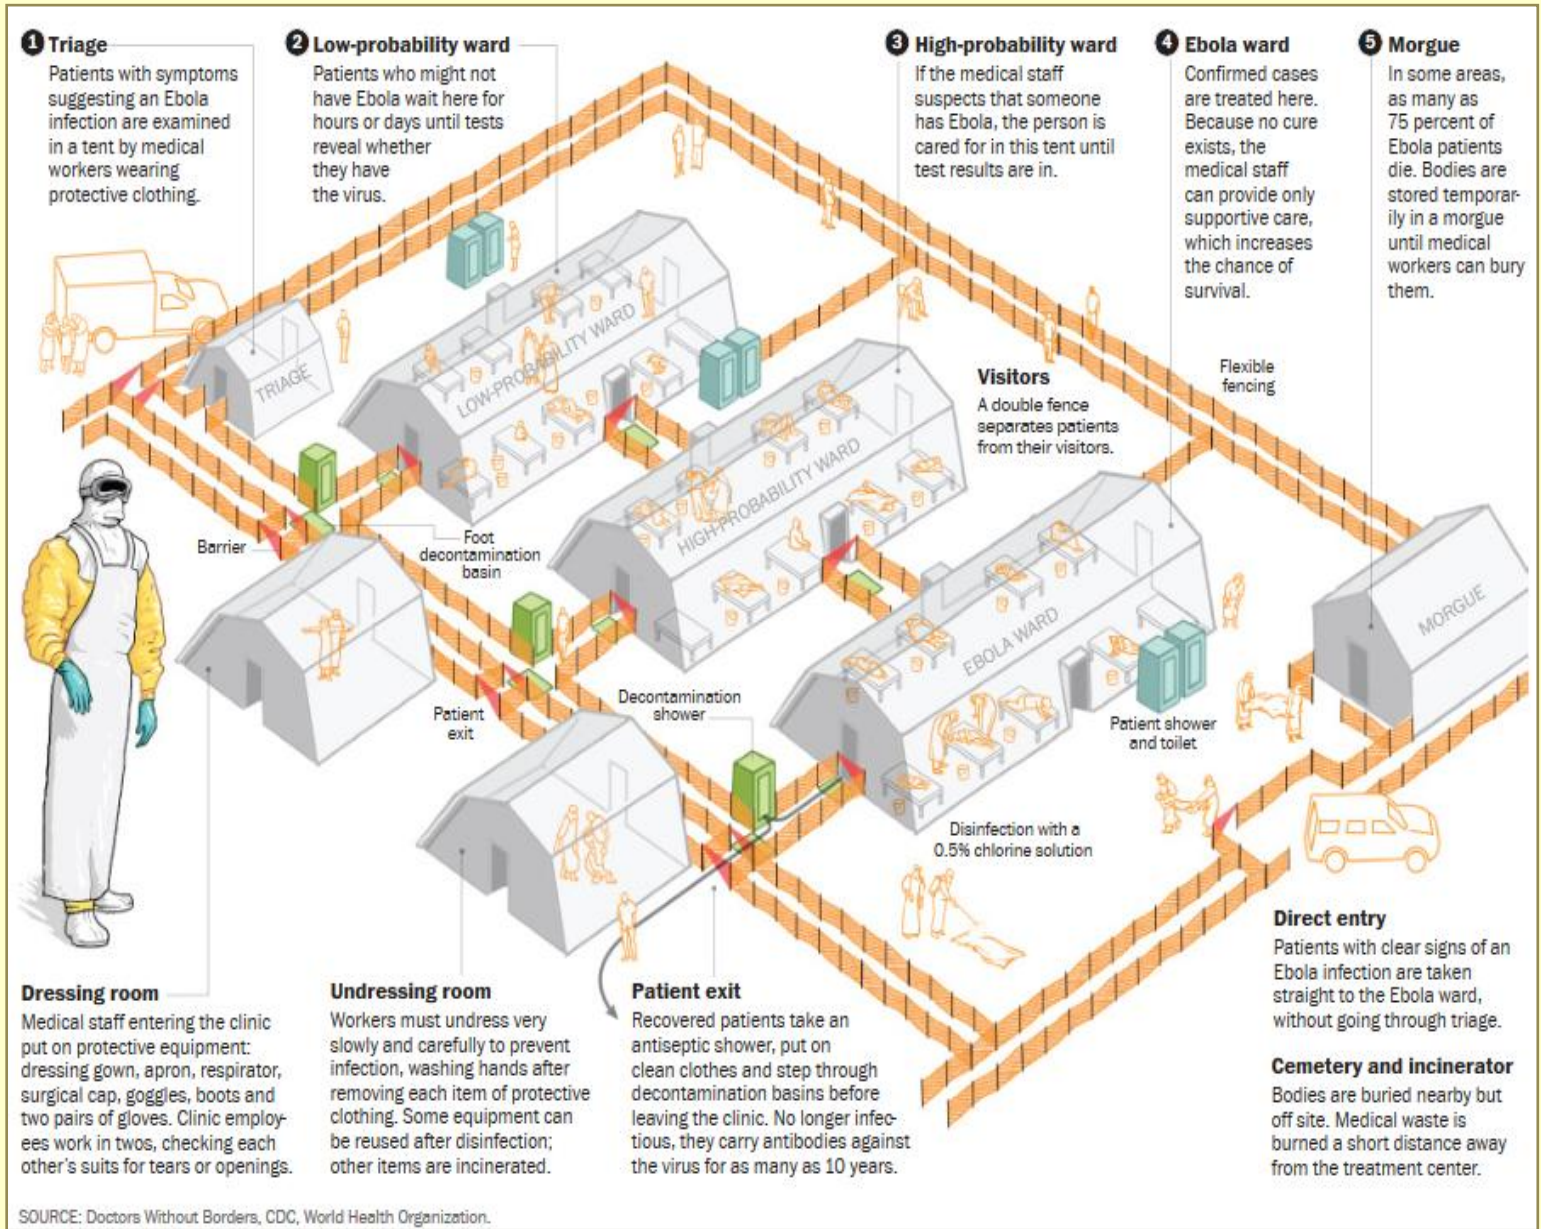 1 Triage
Patients with symptoms
suggesting an Ebola
infection are examined
in a tent by medical
workers wearing
protective clothing.
2 Low-probability ward
Patients who might not
have Ebola wait here for
hours or days until tests
reveal whether
they have
the virus.
3 High-probability ward
If the medical staff
suspects that someone
has Ebola, the person is
cared for in this tent until
test results are in.
4 Ebola ward
Confirmed cases
are treated here.
Because no cure
exists, the
medical staff
can provide only
supportive care,
which increases
the chance of
survival.
5 Morgue
In some areas,
as many as
75 percent of
Ebola patients
die. Bodies are
stored temporar-
ily in a morgue
until medical
workers can bury
them.
TRIAGE
LOW-PROBABILITY WARD
HIGH-PROBABILITY WARD
EBOLA WARD
MORGUE
Visitors
A double fence
separates patients
from their visitors.
Flexible
fencing
Barrier
Foot
decontamination
basin
Patient
exit
Decontamination
shower
Patient shower
and toilet
Disinfection with a
0.5% chlorine solution
Dressing room
Medical staff entering the clinic
put on protective equipment:
dressing gown, apron, respirator,
surgical cap, goggles, boots and
two pairs of gloves. Clinic employ-
ees work in twos, checking each
other's suits for tears or openings.
Undressing room
Workers must undress very
slowly and carefully to prevent
infection, washing hands after
removing each item of protective
clothing. Some equipment can
be reused after disinfection;
other items are incinerated.
Patient exit
Recovered patients take an
antiseptic shower, put on
clean clothes and step through
decontamination basins before
leaving the clinic. No longer infec-
tious, they carry antibodies against
the virus for as many as 10 years.
Direct entry
Patients with clear signs of an
Ebola infection are taken
straight to the Ebola ward,
without going through triage.
Cemetery and incinerator
Bodies are buried nearby but
off site. Medical waste is
burned a short distance away
from the treatment center.
SOURCE: Doctors Without Borders, CDC, World Health Organization.